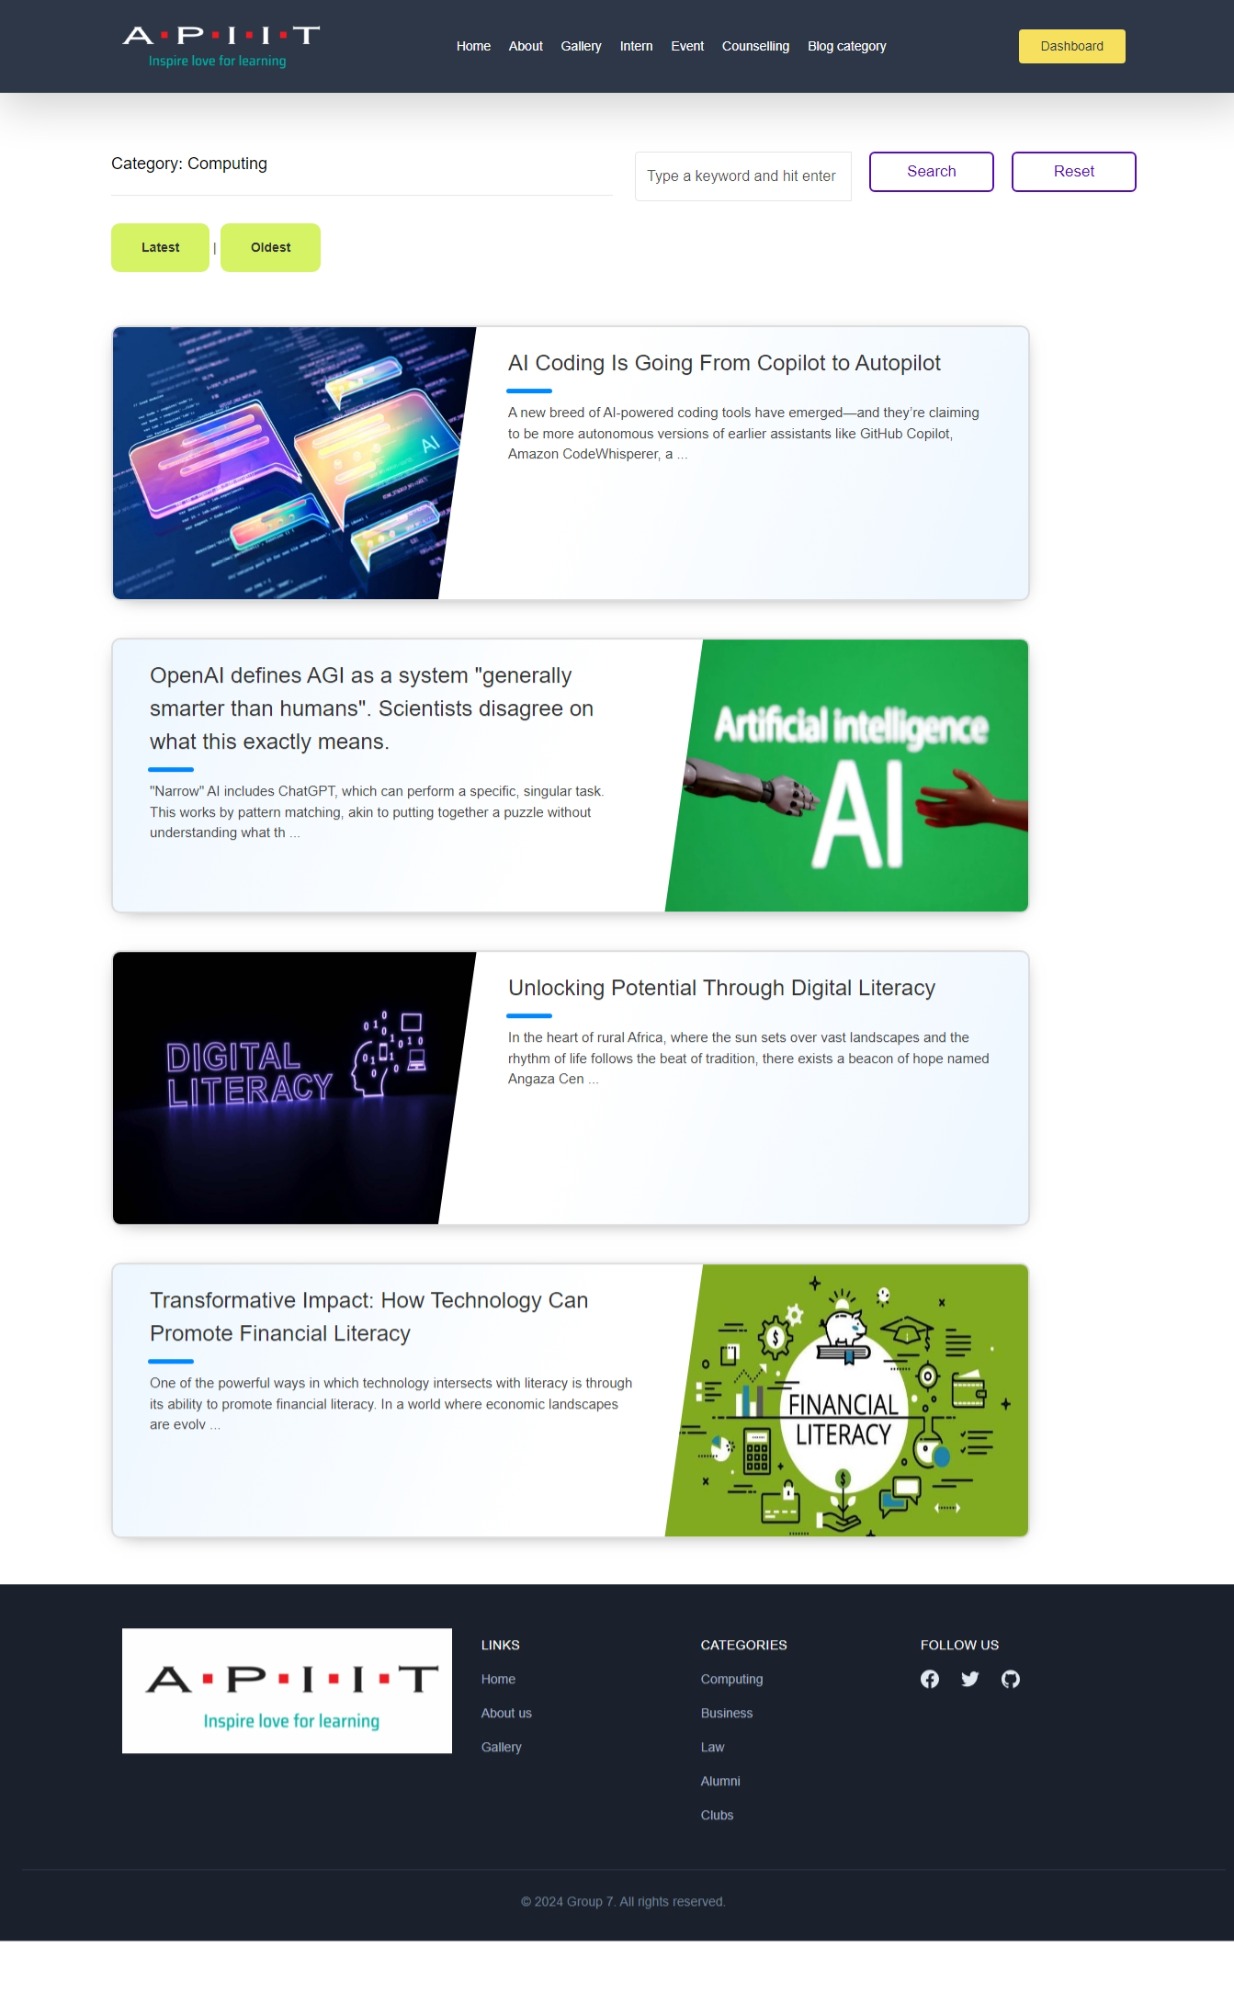 A·P·I·I·T
Inspire love for learning
Home About Gallery Intern Event Counselling Blog category
Dashboard
Category: Computing
Type a keyword and hit enter
Search
Reset
Latest | Oldest
AI
AI Coding Is Going From Copilot to Autopilot
A new breed of AI-powered coding tools have emerged—and they're claiming
to be more autonomous versions of earlier assistants like GitHub Copilot,
Amazon CodeWhisperer, a ...
OpenAI defines AGI as a system "generally
smarter than humans". Scientists disagree on
what this exactly means.
"Narrow" AI includes ChatGPT, which can perform a specific, singular task.
This works by pattern matching, akin to putting together a puzzle without
understanding what th ...
Artificial intelligence
AI
DIGITAL
LITERACY
Unlocking Potential Through Digital Literacy
In the heart of rural Africa, where the sun sets over vast landscapes and the
rhythm of life follows the beat of tradition, there exists a beacon of hope named
Angaza Cen ...
Transformative Impact: How Technology Can
Promote Financial Literacy
One of the powerful ways in which technology intersects with literacy is through
its ability to promote financial literacy. In a world where economic landscapes
are evolv ...
FINANCIAL
LITERACY
A·P·I·I·T
Inspire love for learning
LINKS
Home
About us
Gallery
CATEGORIES
Computing
Business
Law
Alumni
Clubs
FOLLOW US
© 2024 Group 7. All rights reserved.